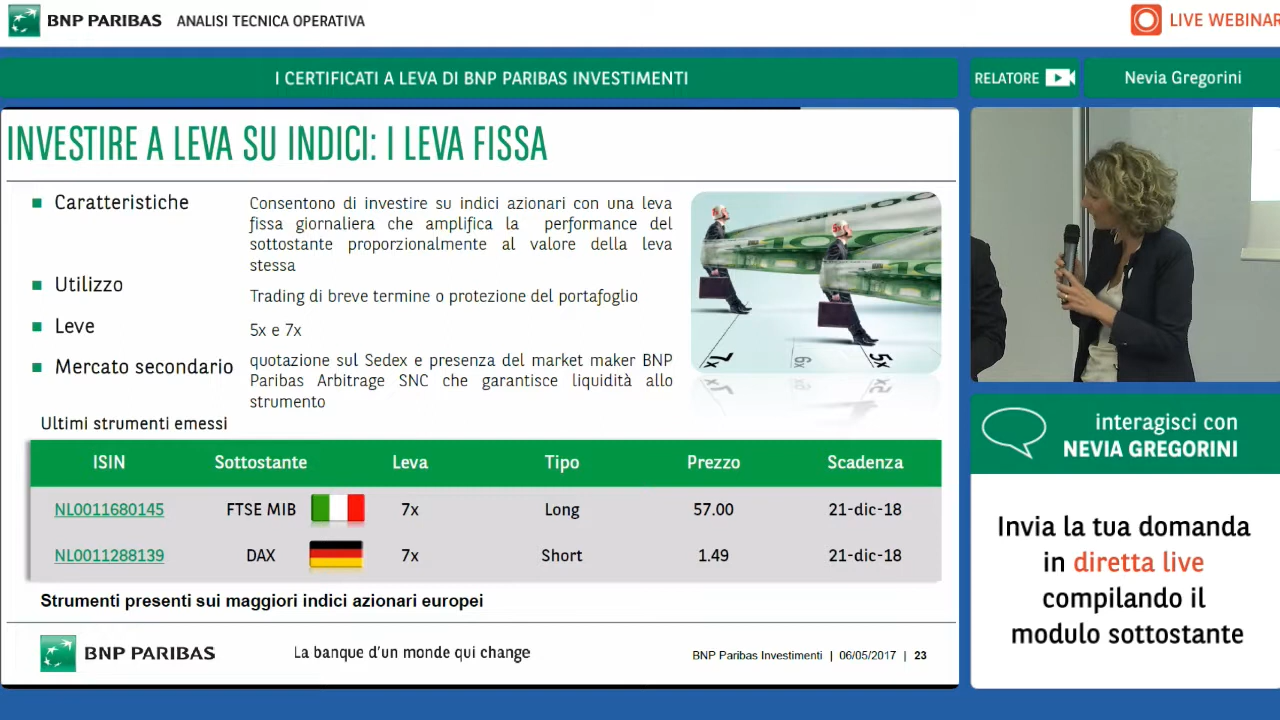 BNP PARIBAS ANALISI TECNICA OPERATIVA
LIVE WEBINAR
I CERTIFICATI A LEVA DI BNP PARIBAS INVESTIMENTI
RELATORE
Nevia Gregorini
INVESTIRE A LEVA SU INDICI: I LEVA FISSA
Caratteristiche
Consentono di investire su indici azionari con una leva
fissa giornaliera che amplifica la performance del
sottostante proporzionalmente al valore della leva
stessa
Utilizzo
Trading di breve termine o protezione del portafoglio
Leve
5x e 7x
Mercato secondario
quotazione sul Sedex e presenza del market maker BNP
Paribas Arbitrage SNC che garantisce liquidità allo
strumento
7x 6x 5x
Ultimi strumenti emessi
ISIN Sottostante Leva Tipo Prezzo Scadenza
NL0011680145 FTSE MIB 7x Long 57.00 21-dic-18
NL0011288139 DAX 7x Short 1.49 21-dic-18
Strumenti presenti sui maggiori indici azionari europei
BNP PARIBAS
La banque d'un monde qui change
BNP Paribas Investimenti | 06/05/2017 | 23
interagisci con
NEVIA GREGORINI
Invia la tua domanda
in diretta live
compilando il
modulo sottostante